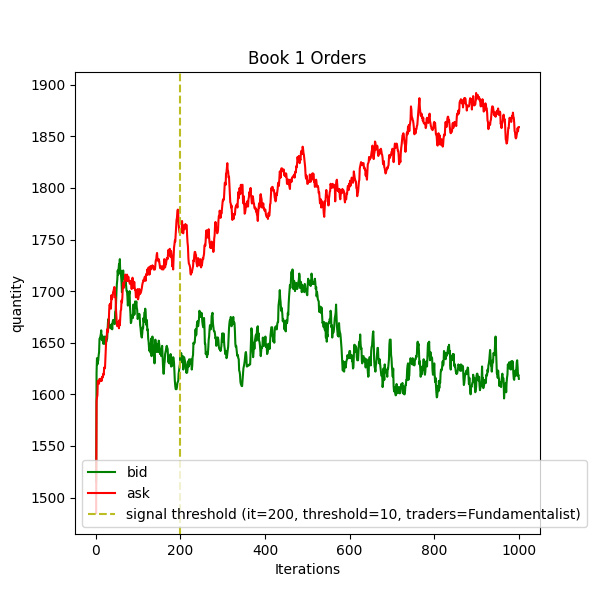 Book 1 Orders
quantity
1900
1850
1800
1750
1700
1650
1600
1550
1500
bid
ask
signal threshold (it=200, threshold=10, traders=Fundamentalist)
0 200 400 600 800 1000
Iterations